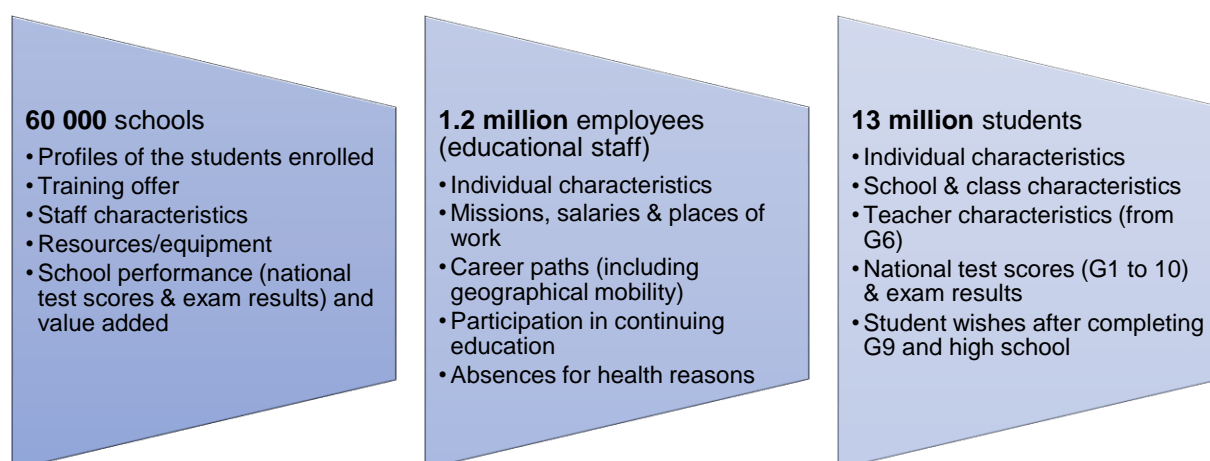 60 000 schools
• Profiles of the students enrolled
• Training offer
• Staff characteristics
• Resources/equipment
• School performance (national
test scores & exam results) and
value added
1.2 million employees
(educational staff)
• Individual characteristics
• Missions, salaries & places of
work
• Career paths (including
geographical mobility)
• Participation in continuing
education
• Absences for health reasons
13 million students
• Individual characteristics
• School & class characteristics
• Teacher characteristics (from
G6)
• National test scores (G1 to 10)
& exam results
• Student wishes after completing
G9 and high school